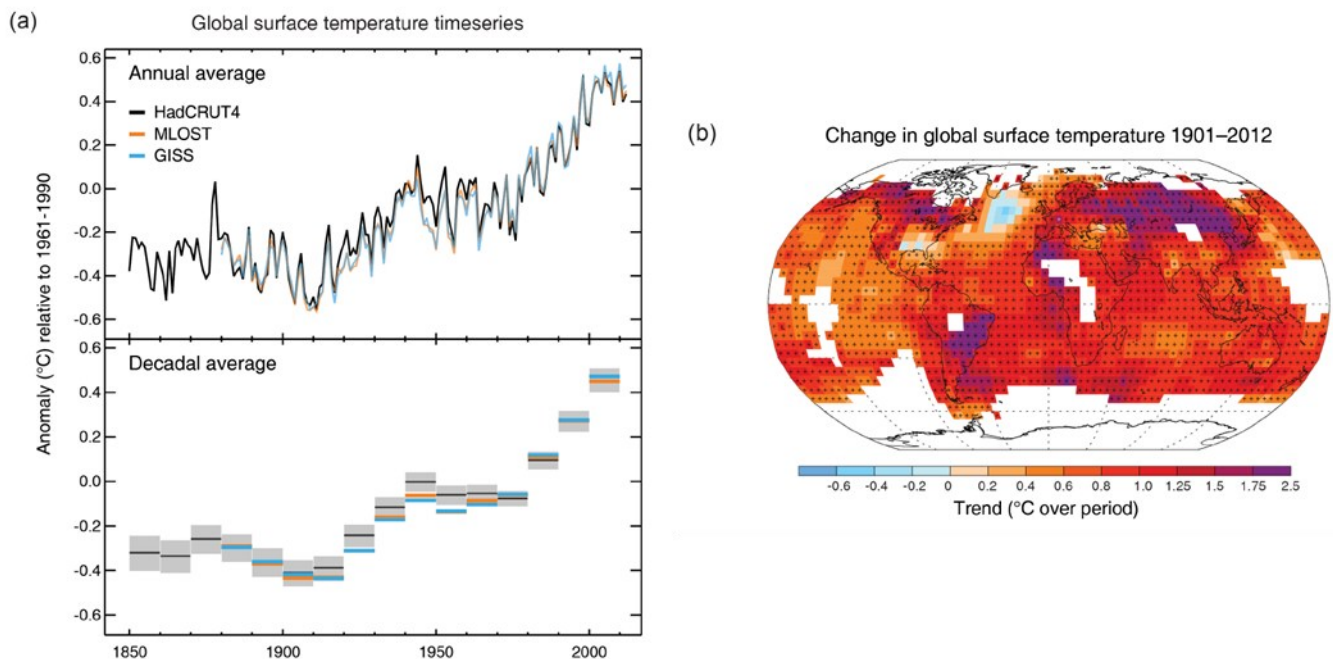 (a)
Global surface temperature timeseries
Annual average
HadCRUT4
MLOST
GISS
0.6
0.4
0.2
0.0
-0.2
-0.4
-0.6
Anomaly (°C) relative to 1961-1990
Decadal average
0.6
0.4
0.2
0.0
-0.2
-0.4
-0.6
1850 1900 1950 2000
(b)
Change in global surface temperature 1901–2012
-0.6 -0.4 -0.2 0 0.2 0.4 0.6 0.8 1.0 1.25 1.5 1.75 2.5
Trend (°C over period)